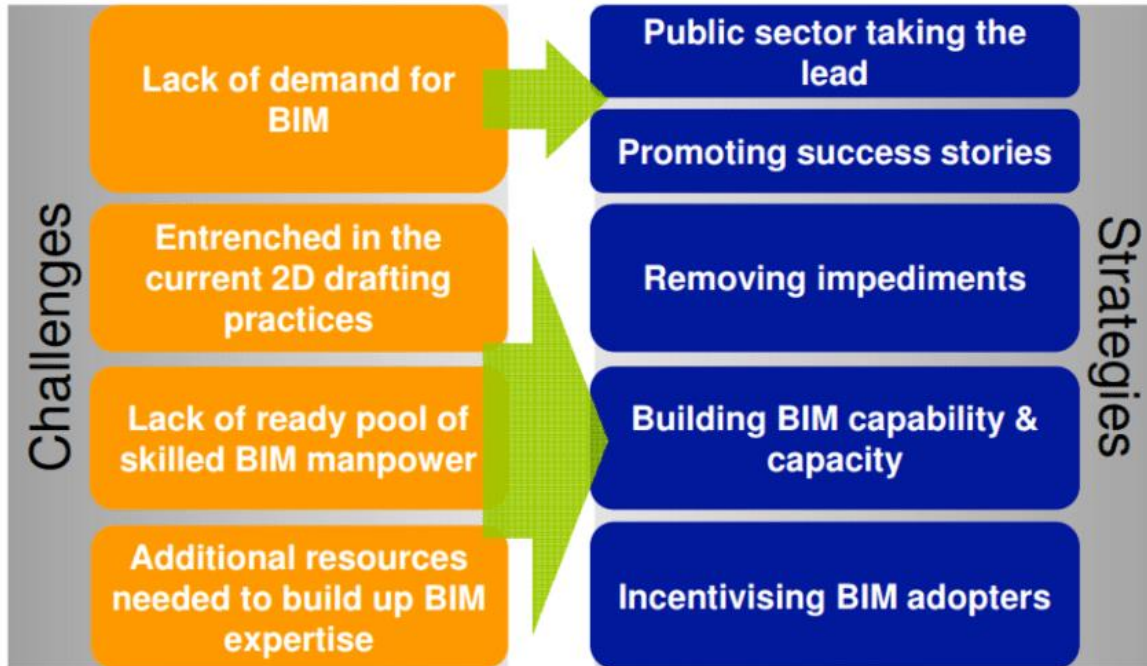 Challenges
Lack of demand for
BIM
Entrenched in the
current 2D drafting
practices
Lack of ready pool of
skilled BIM manpower
Additional resources
needed to build up BIM
expertise
Public sector taking the
lead
Promoting success stories
Removing impediments
Building BIM capability &
capacity
Incentivising BIM adopters
Strategies